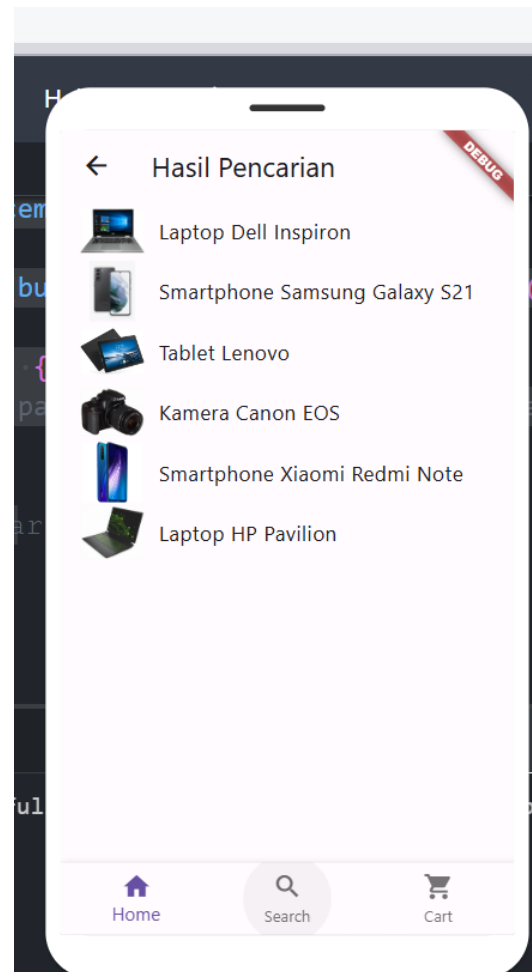 Hasil Pencarian
DEBUG
Laptop Dell Inspiron
Smartphone Samsung Galaxy S21
Tablet Lenovo
Kamera Canon EOS
Smartphone Xiaomi Redmi Note
Laptop HP Pavilion
Home
Search
Cart